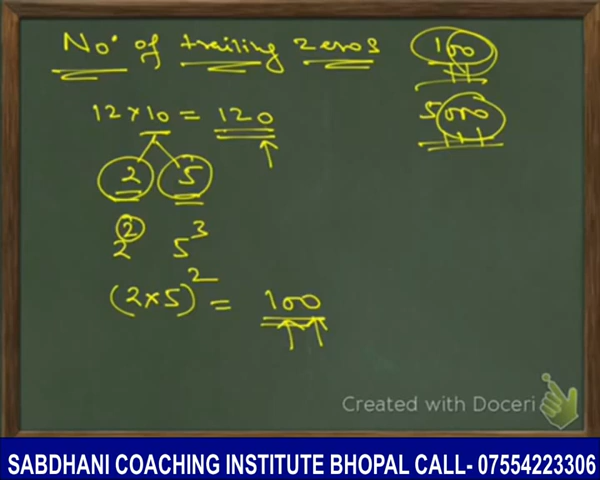 No. of trailing zeros
100
5000
12 × 10 = 120
2 5
2² 5³
(2×5)² = 100
Created with Doceri
SABDHANI COACHING INSTITUTE BHOPAL CALL- 07554223306